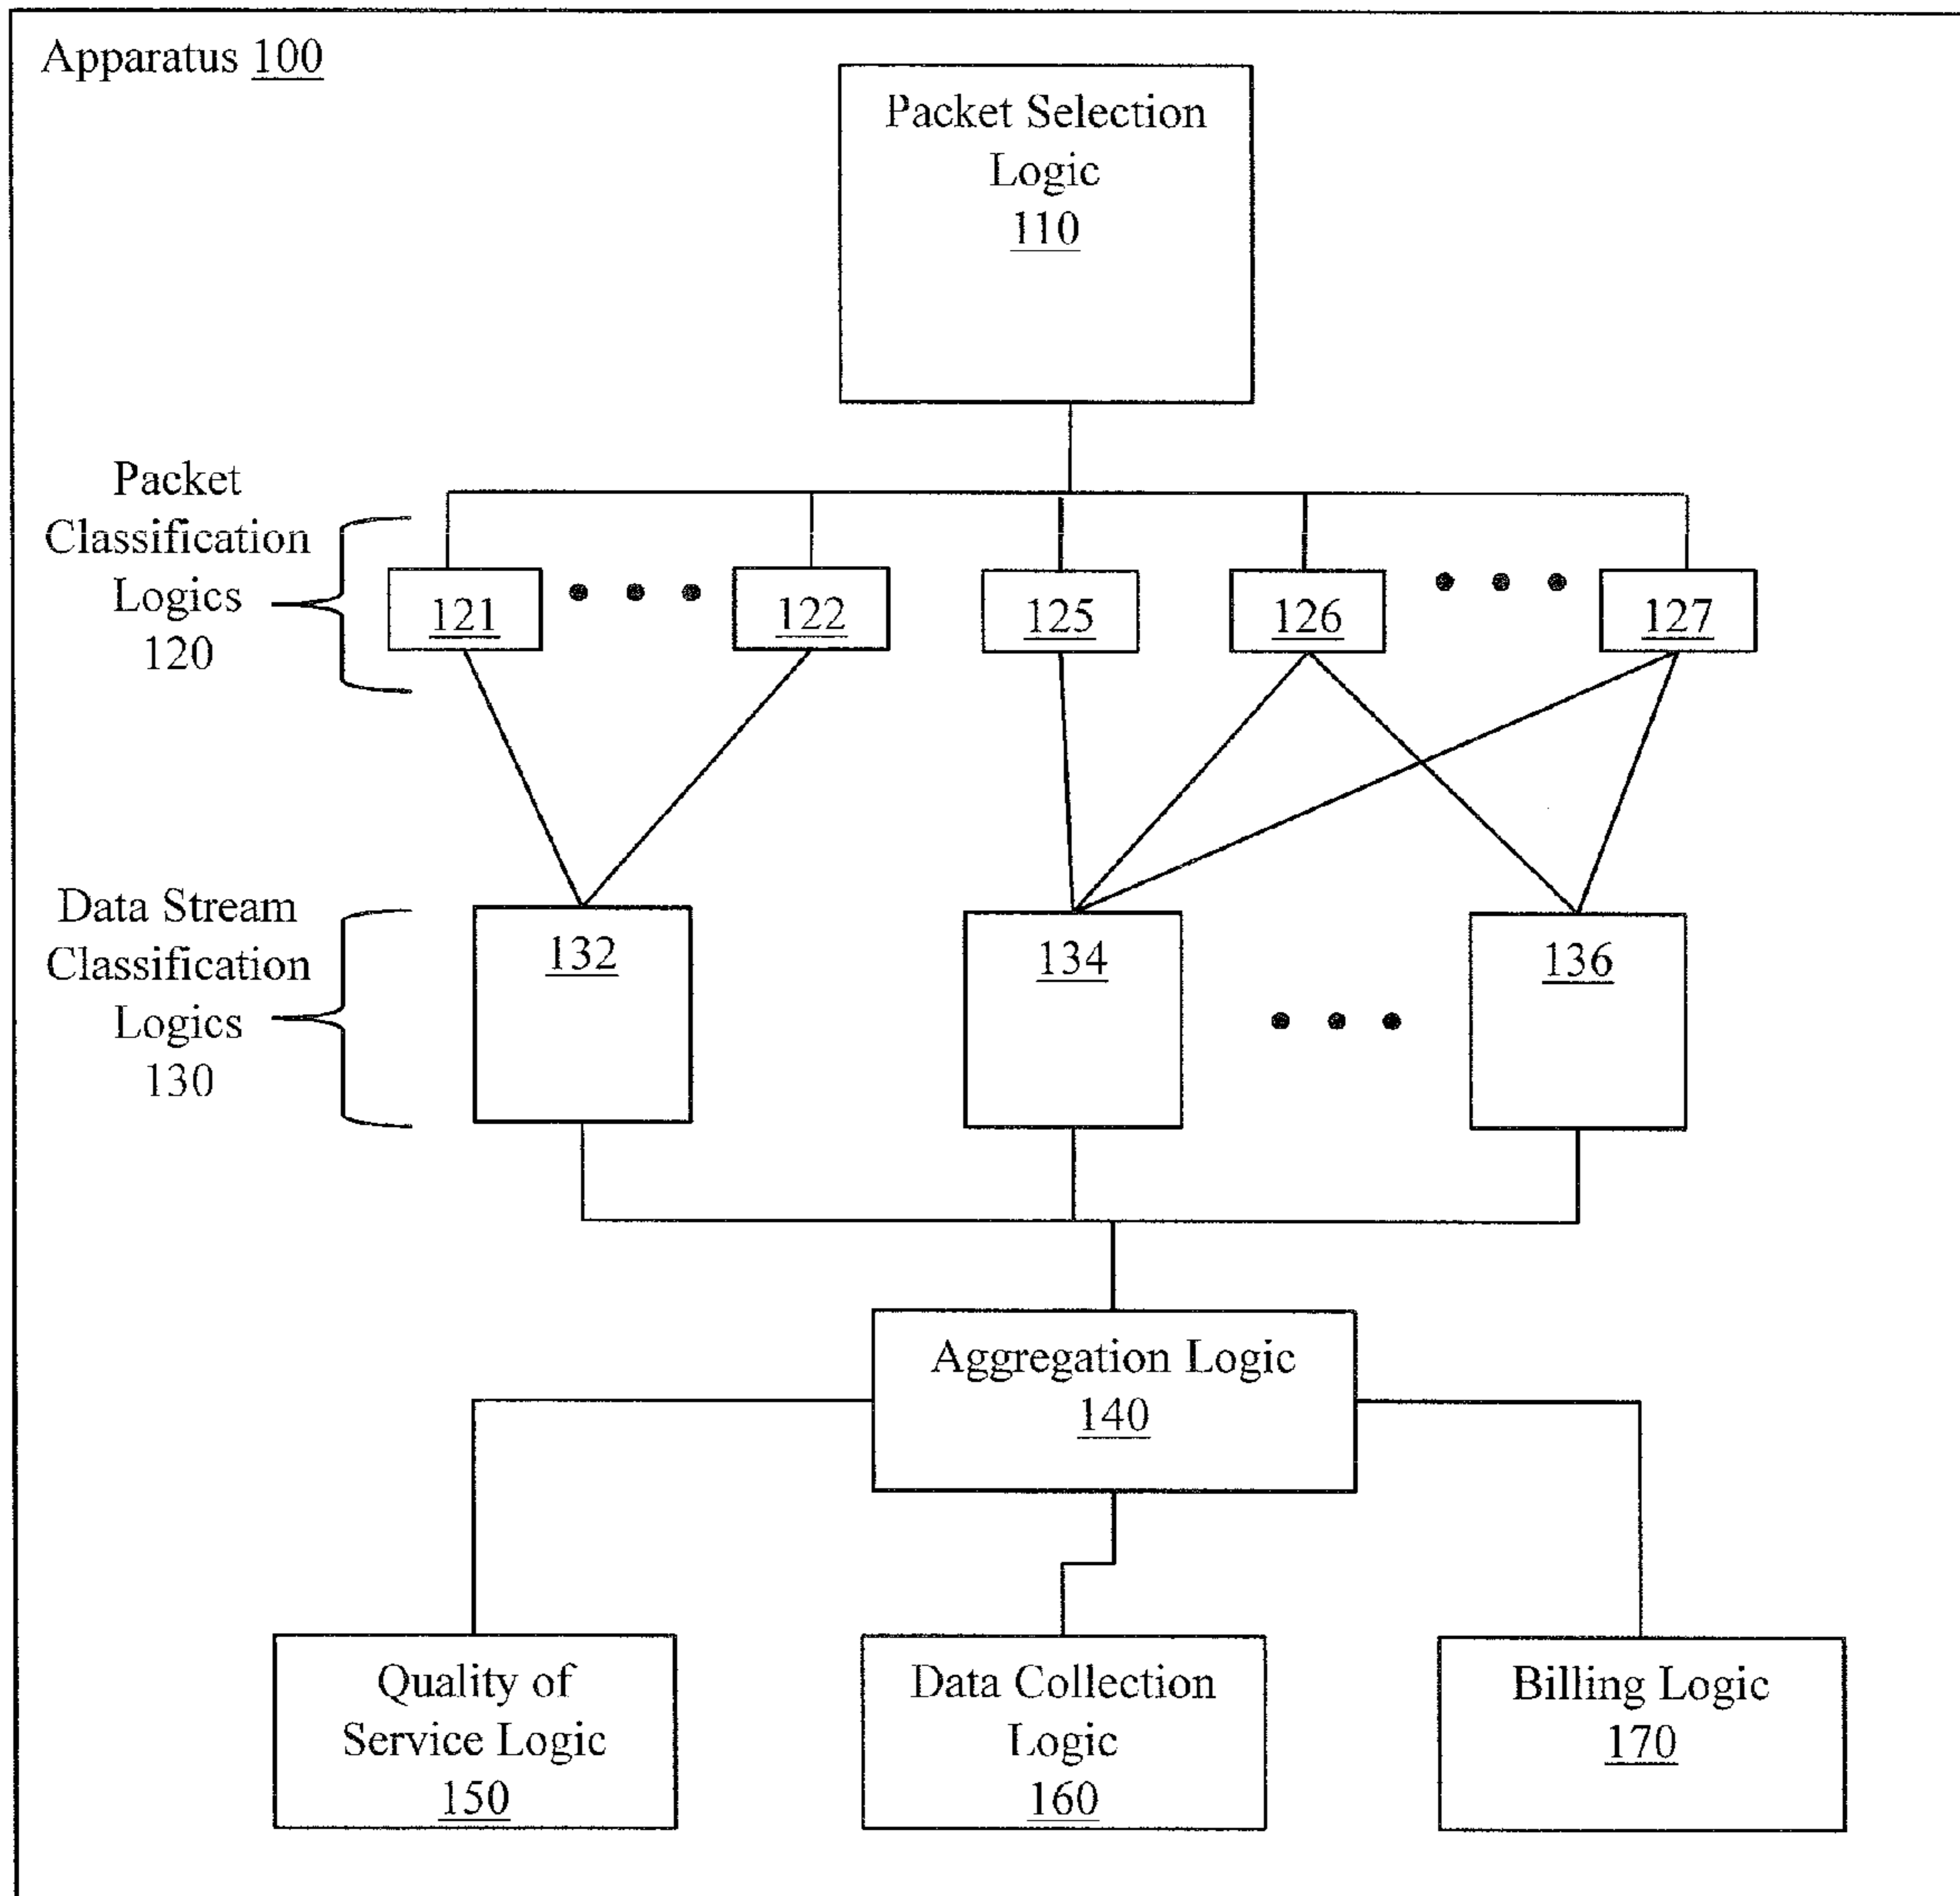 Apparatus 100
Packet Selection
Logic
110
Packet
Classification
Logics
120
121
122
125
126
127
Data Stream
Classification
Logics
130
132
134
136
Aggregation Logic
140
Quality of
Service Logic
150
Data Collection
Logic
160
Billing Logic
170